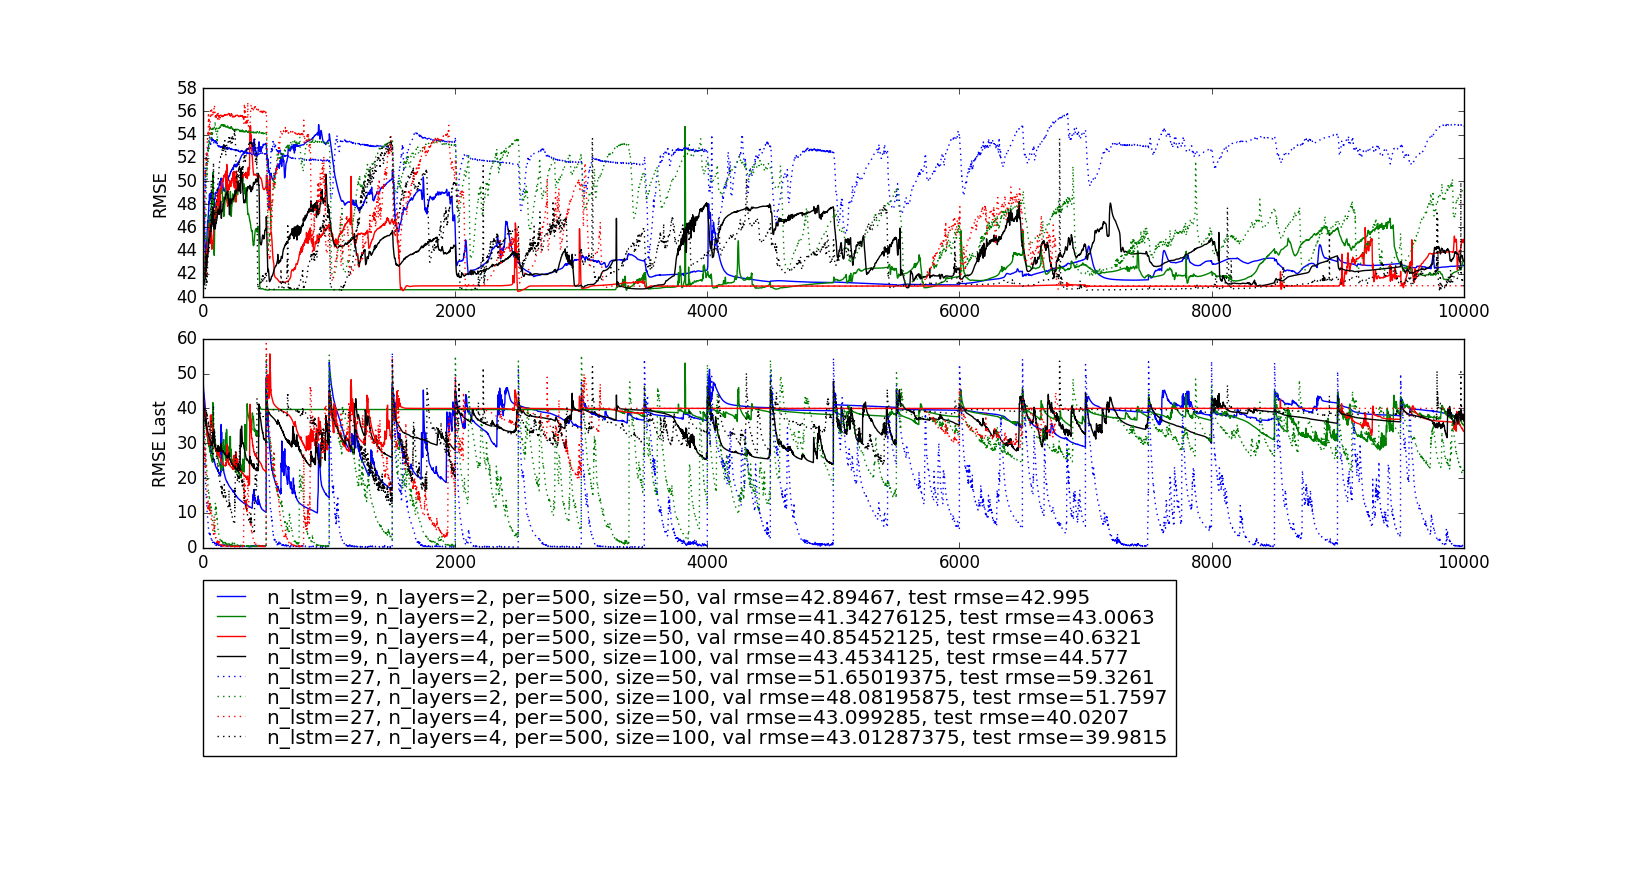 58
56
54
52
50
48
46
44
42
40
RMSE
0 2000 4000 6000 8000 10000
60
50
40
30
20
10
0
RMSE Last
0 2000 4000 6000 8000 10000
n_lstm=9, n_layers=2, per=500, size=50, val rmse=42.89467, test rmse=42.995
n_lstm=9, n_layers=2, per=500, size=100, val rmse=41.34276125, test rmse=43.0063
n_lstm=9, n_layers=4, per=500, size=50, val rmse=40.85452125, test rmse=40.6321
n_lstm=9, n_layers=4, per=500, size=100, val rmse=43.4534125, test rmse=44.577
n_lstm=27, n_layers=2, per=500, size=50, val rmse=51.65019375, test rmse=59.3261
n_lstm=27, n_layers=2, per=500, size=100, val rmse=48.08195875, test rmse=51.7597
n_lstm=27, n_layers=4, per=500, size=50, val rmse=43.099285, test rmse=40.0207
n_lstm=27, n_layers=4, per=500, size=100, val rmse=43.01287375, test rmse=39.9815